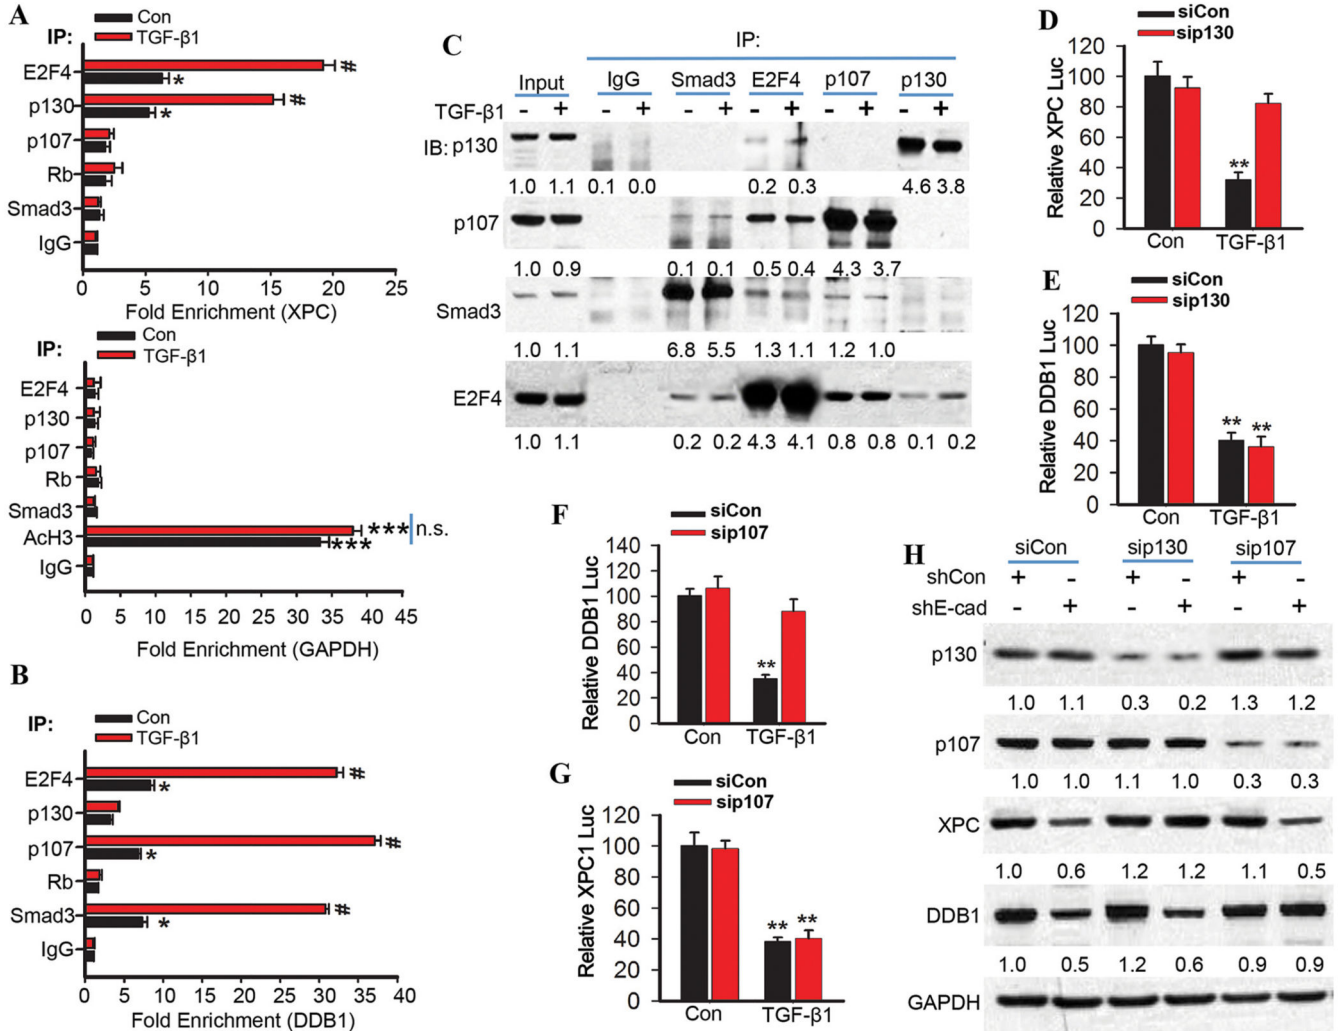 A
Con
IP: TGF-β1
E2F4 #
*
p130 #
*
p107
Rb
Smad3
IgG
0 5 10 15 20 25
Fold Enrichment (XPC)
Con
IP: TGF-β1
E2F4
p130
p107
Rb
Smad3
AcH3 *** n.s.
***
IgG
0 5 10 15 20 25 30 35 40 45
Fold Enrichment (GAPDH)
B
IP: Con
TGF-β1
E2F4 #
*
p130
p107 #
*
Rb
Smad3 #
*
IgG
0 5 10 15 20 25 30 35 40
Fold Enrichment (DDB1)
C
IP:
Input IgG Smad3 E2F4 p107 p130
TGF-β1 - + - + - + - + - + - +
IB: p130
1.0 1.1 0.1 0.0 0.2 0.3 4.6 3.8
p107
1.0 0.9 0.1 0.1 0.5 0.4 4.3 3.7
Smad3
1.0 1.1 6.8 5.5 1.3 1.1 1.2 1.0
E2F4
1.0 1.1 0.2 0.2 4.3 4.1 0.8 0.8 0.1 0.2
D
siCon
sip130
Relative XPC Luc
120
100
80
60
40
20
0
**
Con TGF-β1
E
siCon
sip130
Relative DDB1 Luc
120
100
80
60
40
20
0
** **
Con TGF-β1
F
siCon
sip107
Relative DDB1 Luc
140
120
100
80
60
40
20
0
**
Con TGF-β1
G
siCon
sip107
Relative XPC1 Luc
120
100
80
60
40
20
0
** **
Con TGF-β1
H
siCon sip130 sip107
shCon + - + - + -
shE-cad - + - + - +
p130
1.0 1.1 0.3 0.2 1.3 1.2
p107
1.0 1.0 1.1 1.0 0.3 0.3
XPC
1.0 0.6 1.2 1.2 1.1 0.5
DDB1
1.0 0.5 1.2 0.6 0.9 0.9
GAPDH